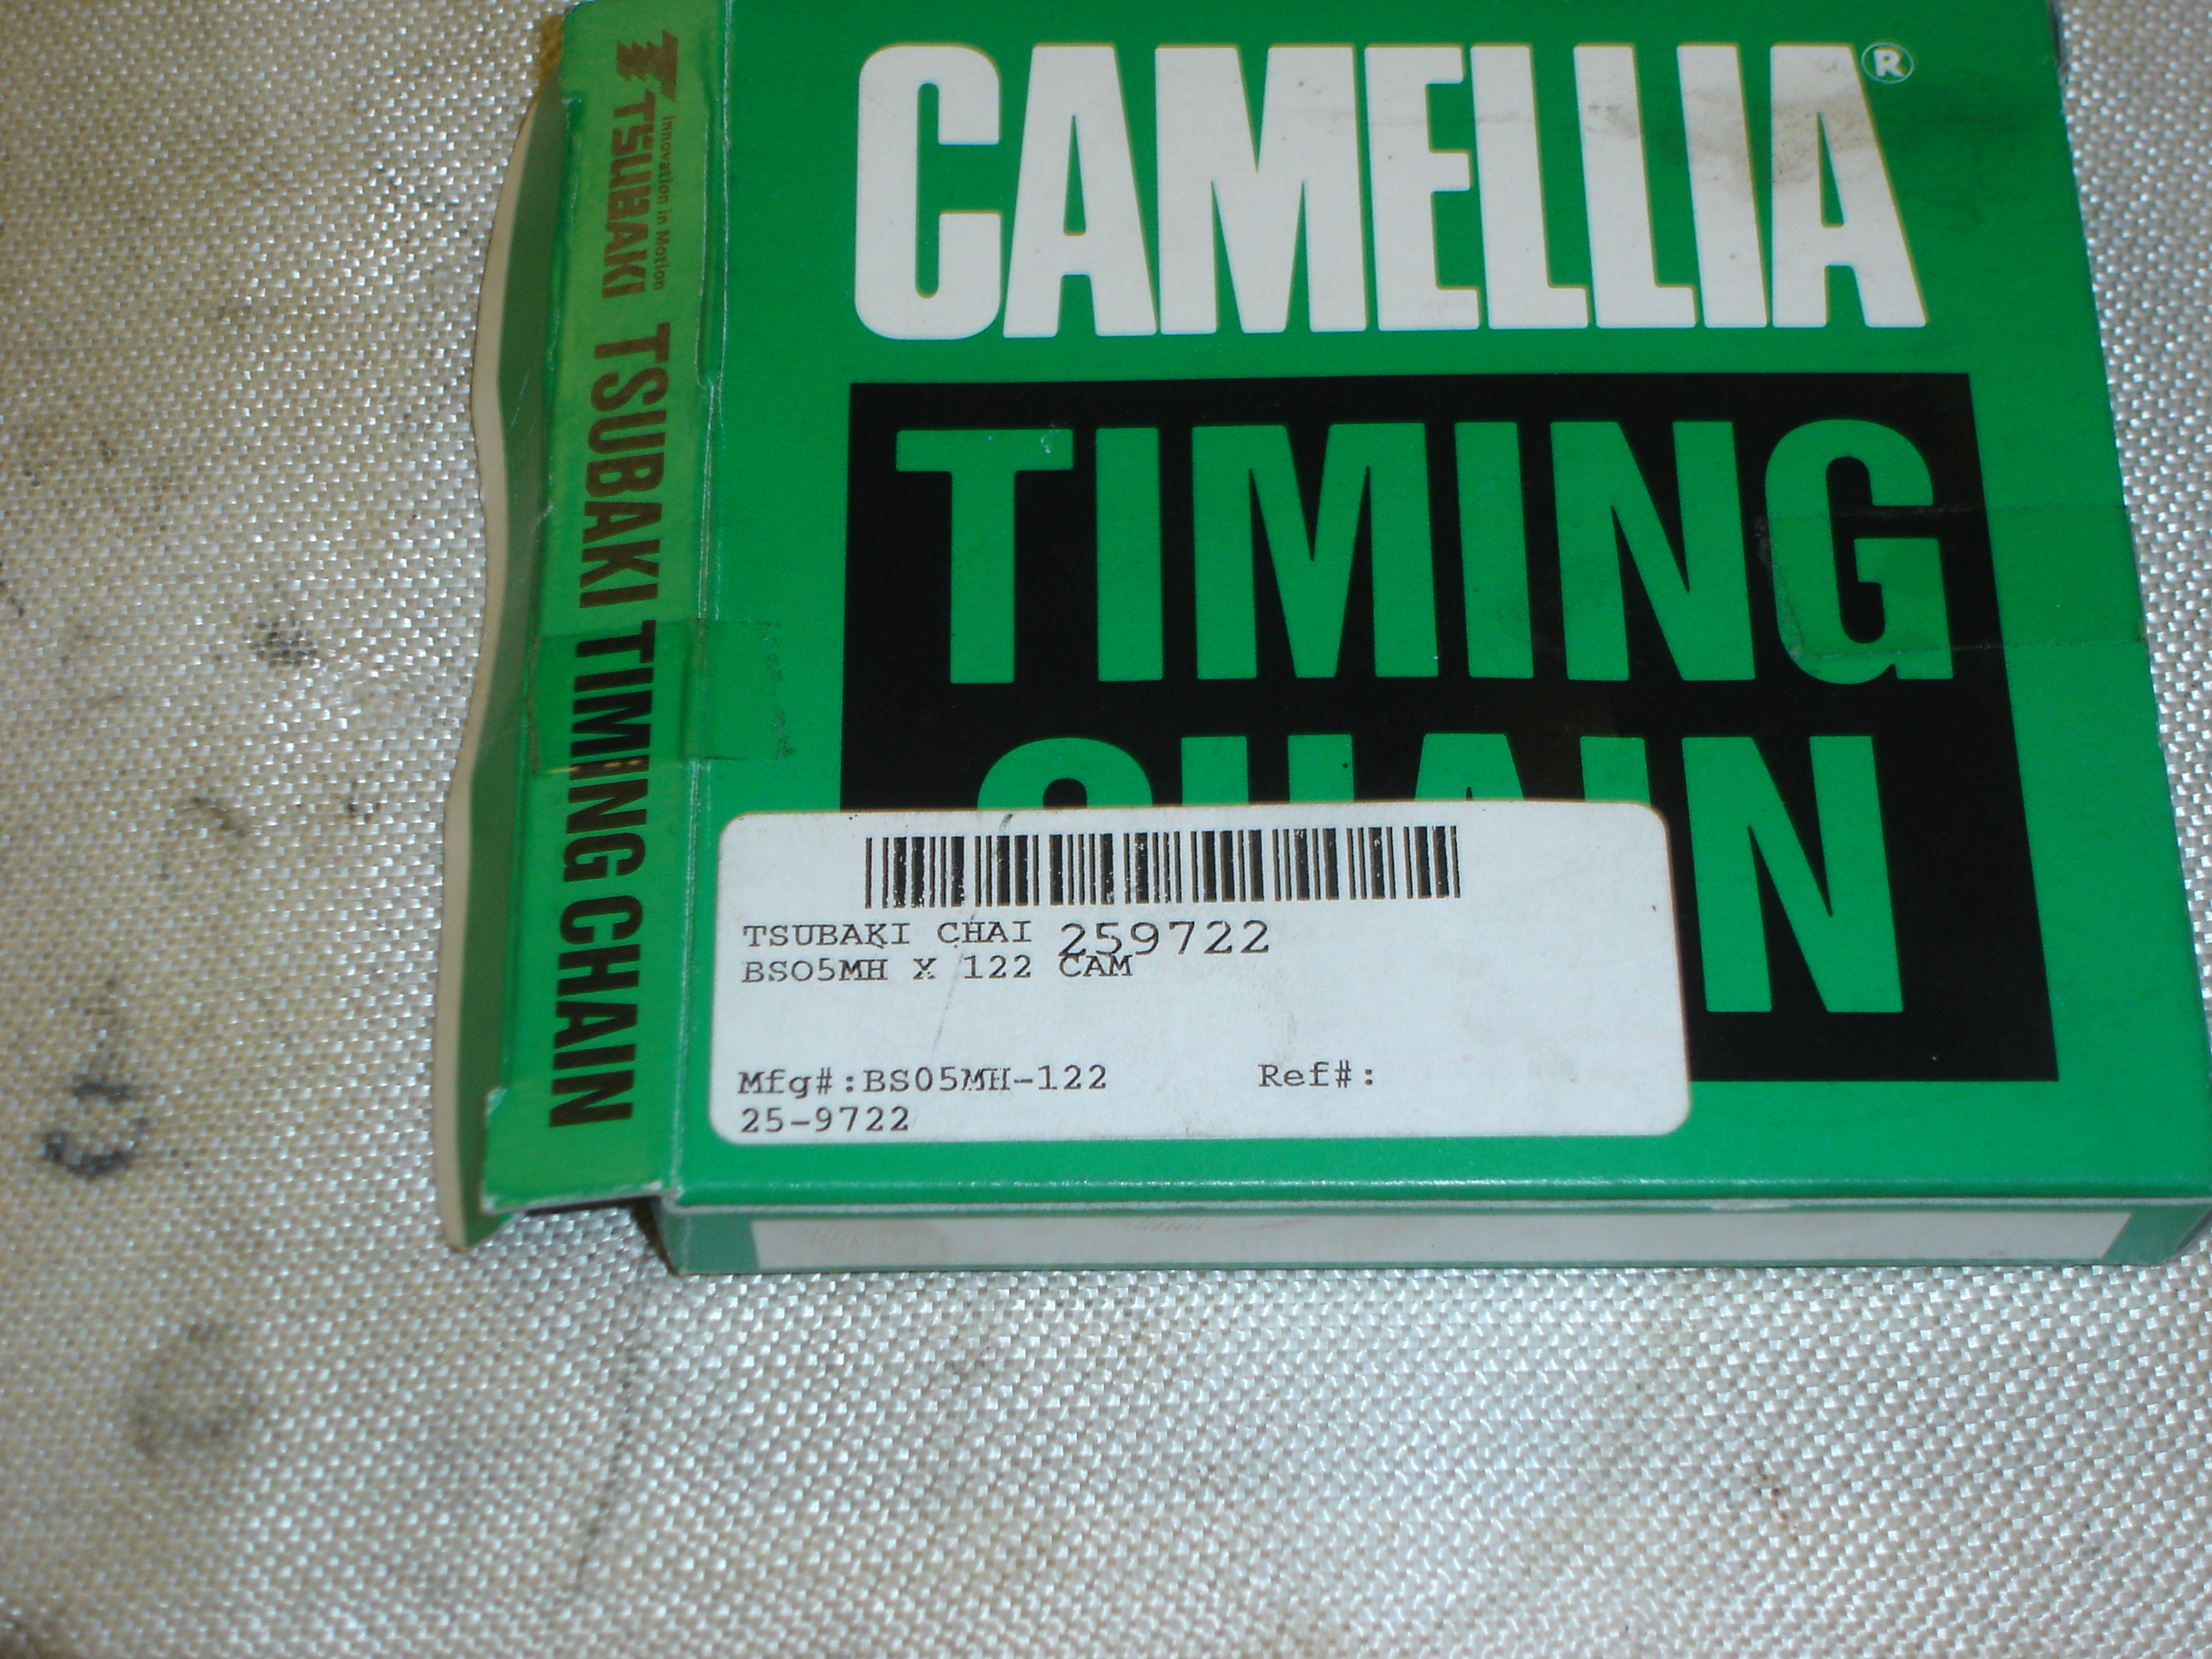 CAMELLIA®
TIMING
CHAIN
TSUBAKI
Innovation in Motion
TSUBAKI TIMING CHAIN
TSUBAKI CHAI 259722
BSO5MH X 122 CAM
Mfg#:BS05MH-122 Ref#:
25-9722